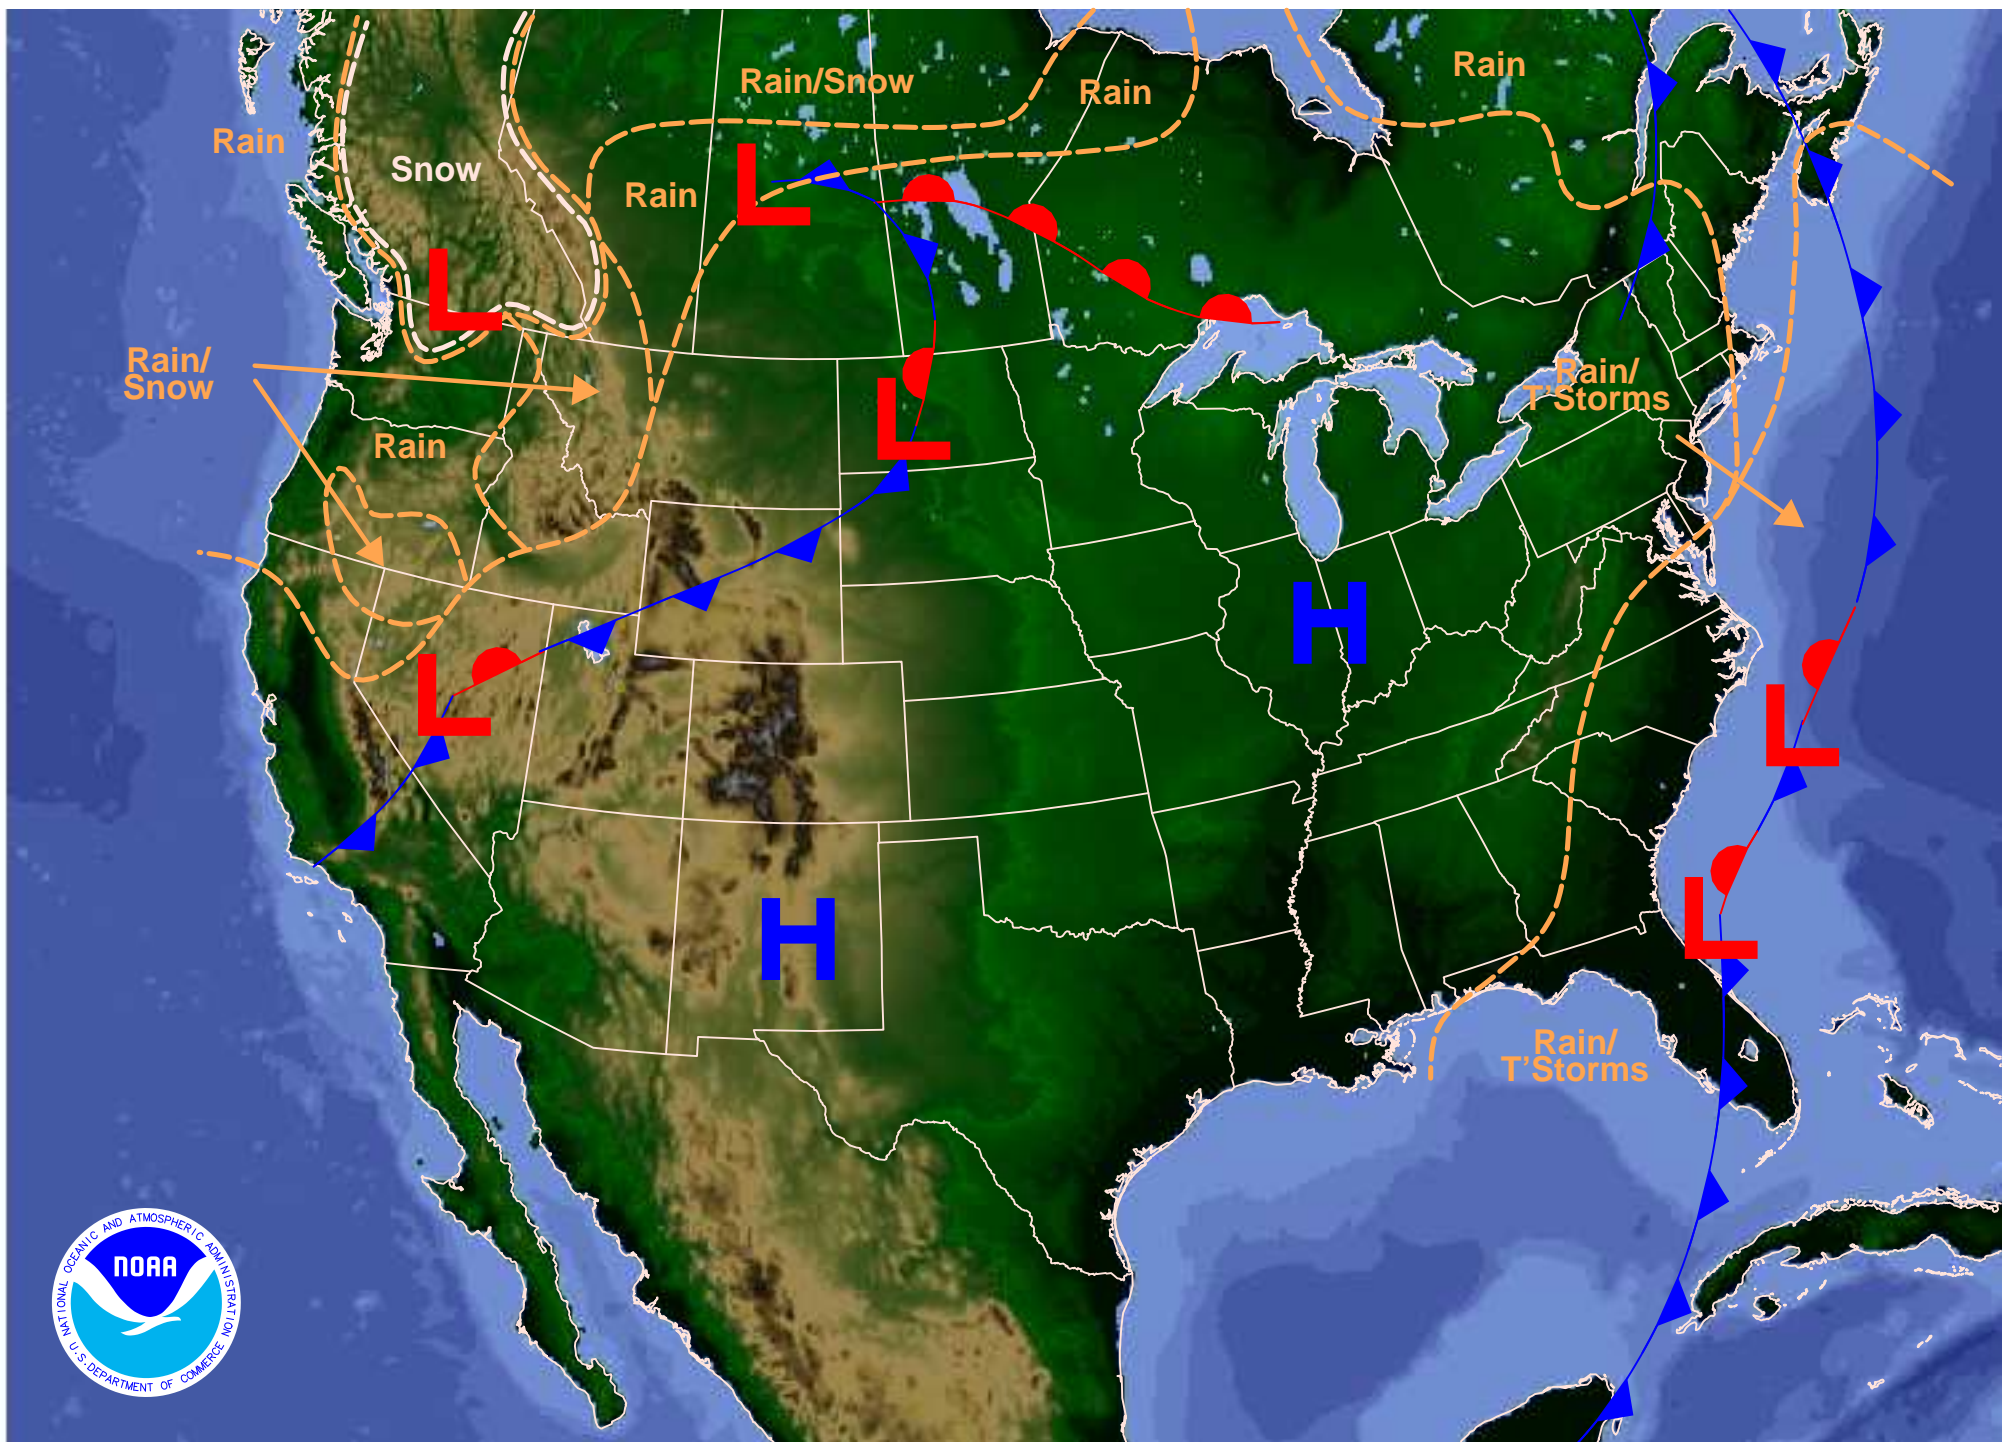 Rain
Rain/Snow
Rain
Rain
Snow
Rain
Rain/
Snow
Rain
Rain/
T'Storms
Rain/
T'Storms
L
L
L
L
L
L
H
H
NOAA
NATIONAL OCEANIC AND ATMOSPHERIC ADMINISTRATION
U.S. DEPARTMENT OF COMMERCE